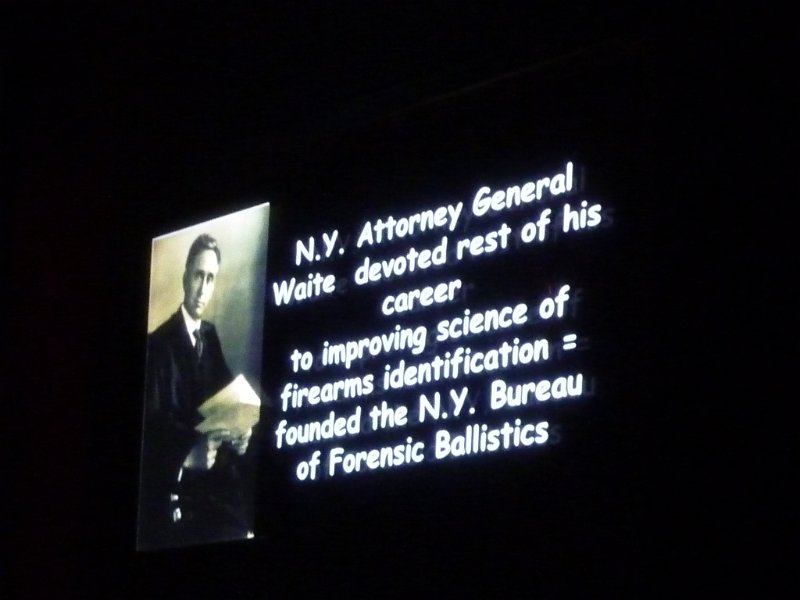 N.Y. Attorney General
Waite devoted rest of his
career
to improving science of
firearms identification =
founded the N.Y. Bureau
of Forensic Ballistics